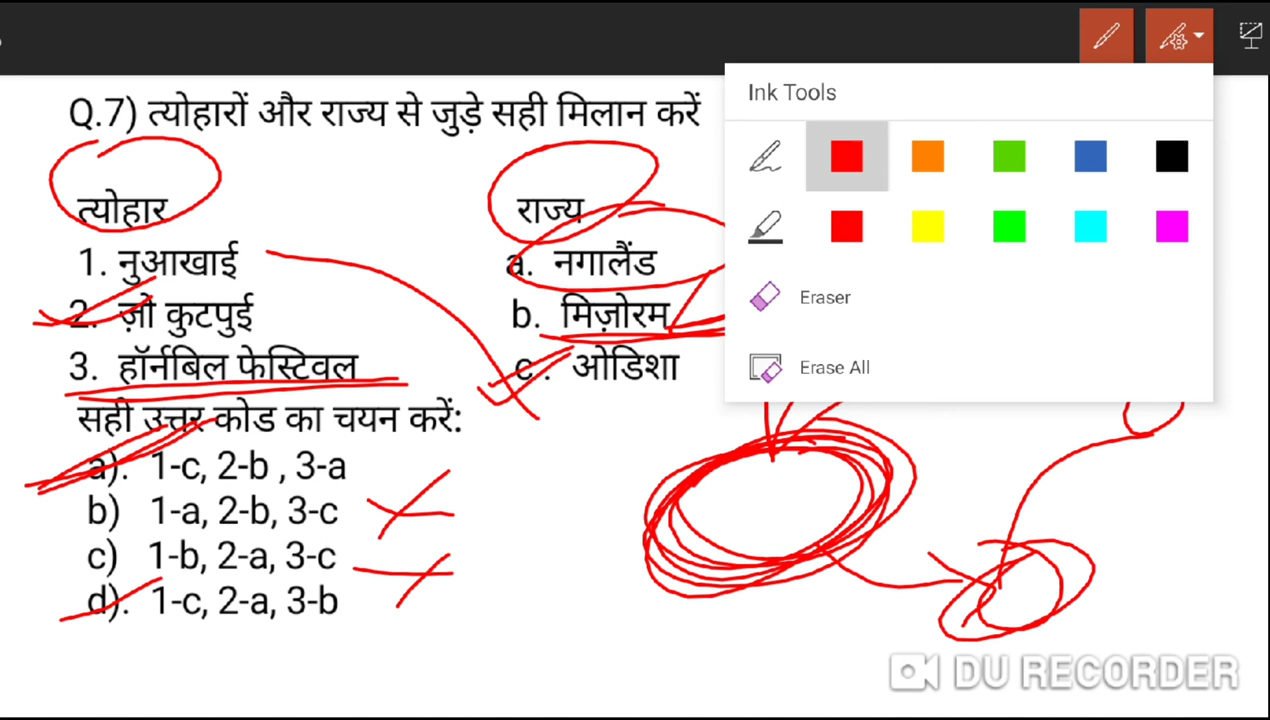 Ink Tools
Q.7) त्योहारों और राज्य से जुड़े सही मिलान करें
त्योहार राज्य
1. नुआखाई a. नगालैंड
2. ज़ो कुटपुई b. मिज़ोरम
Eraser
3. हॉर्नबिल फेस्टिवल c. ओडिशा
Erase All
सही उत्तर कोड का चयन करें:
a). 1-c, 2-b , 3-a
b) 1-a, 2-b, 3-c
c) 1-b, 2-a, 3-c
d). 1-c, 2-a, 3-b
DU RECORDER